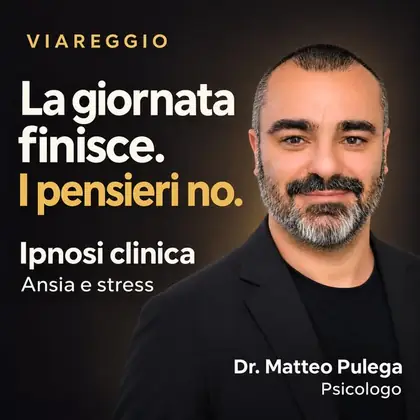 VIAREGGIO
La giornata
finisce.
I pensieri no.
Ipnosi clinica
Ansia e stress
Dr. Matteo Pulega
Psicologo